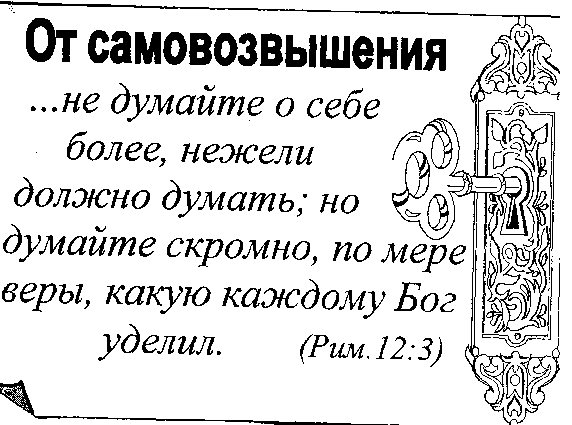 От самовозвышения
...не думайте о себе
более, нежели
должно думать; но
думайте скромно, по мере
веры, какую каждому Бог
уделил. (Рим.12:3)